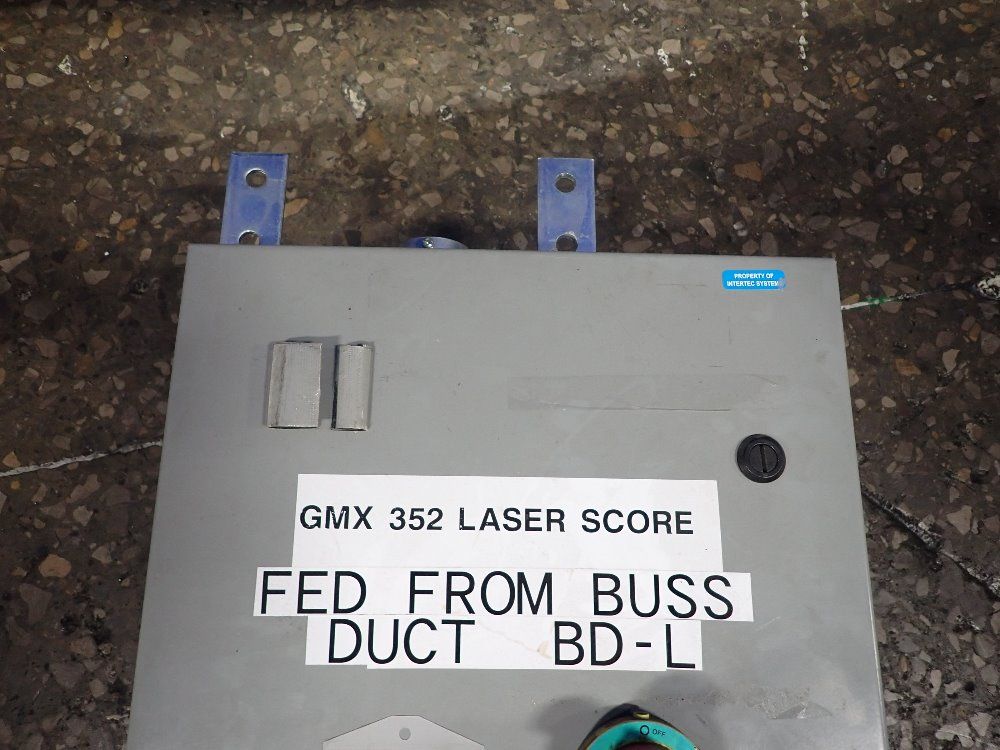 PROPERTY OF
INTERTEC SYSTEMS
GMX 352 LASER SCORE
FED FROM BUSS
DUCT BD-L
O OFF